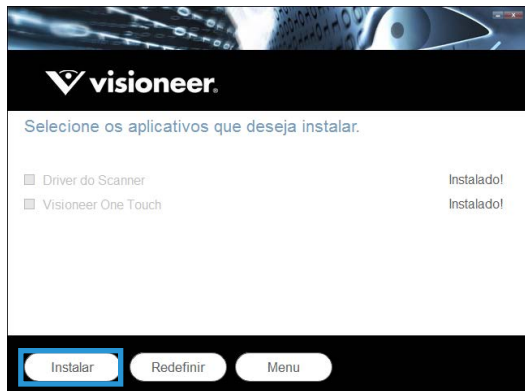 visioneer®
Selecione os aplicativos que deseja instalar.
Driver do Scanner Instalado!
Visioneer One Touch Instalado!
Instalar Redefinir Menu